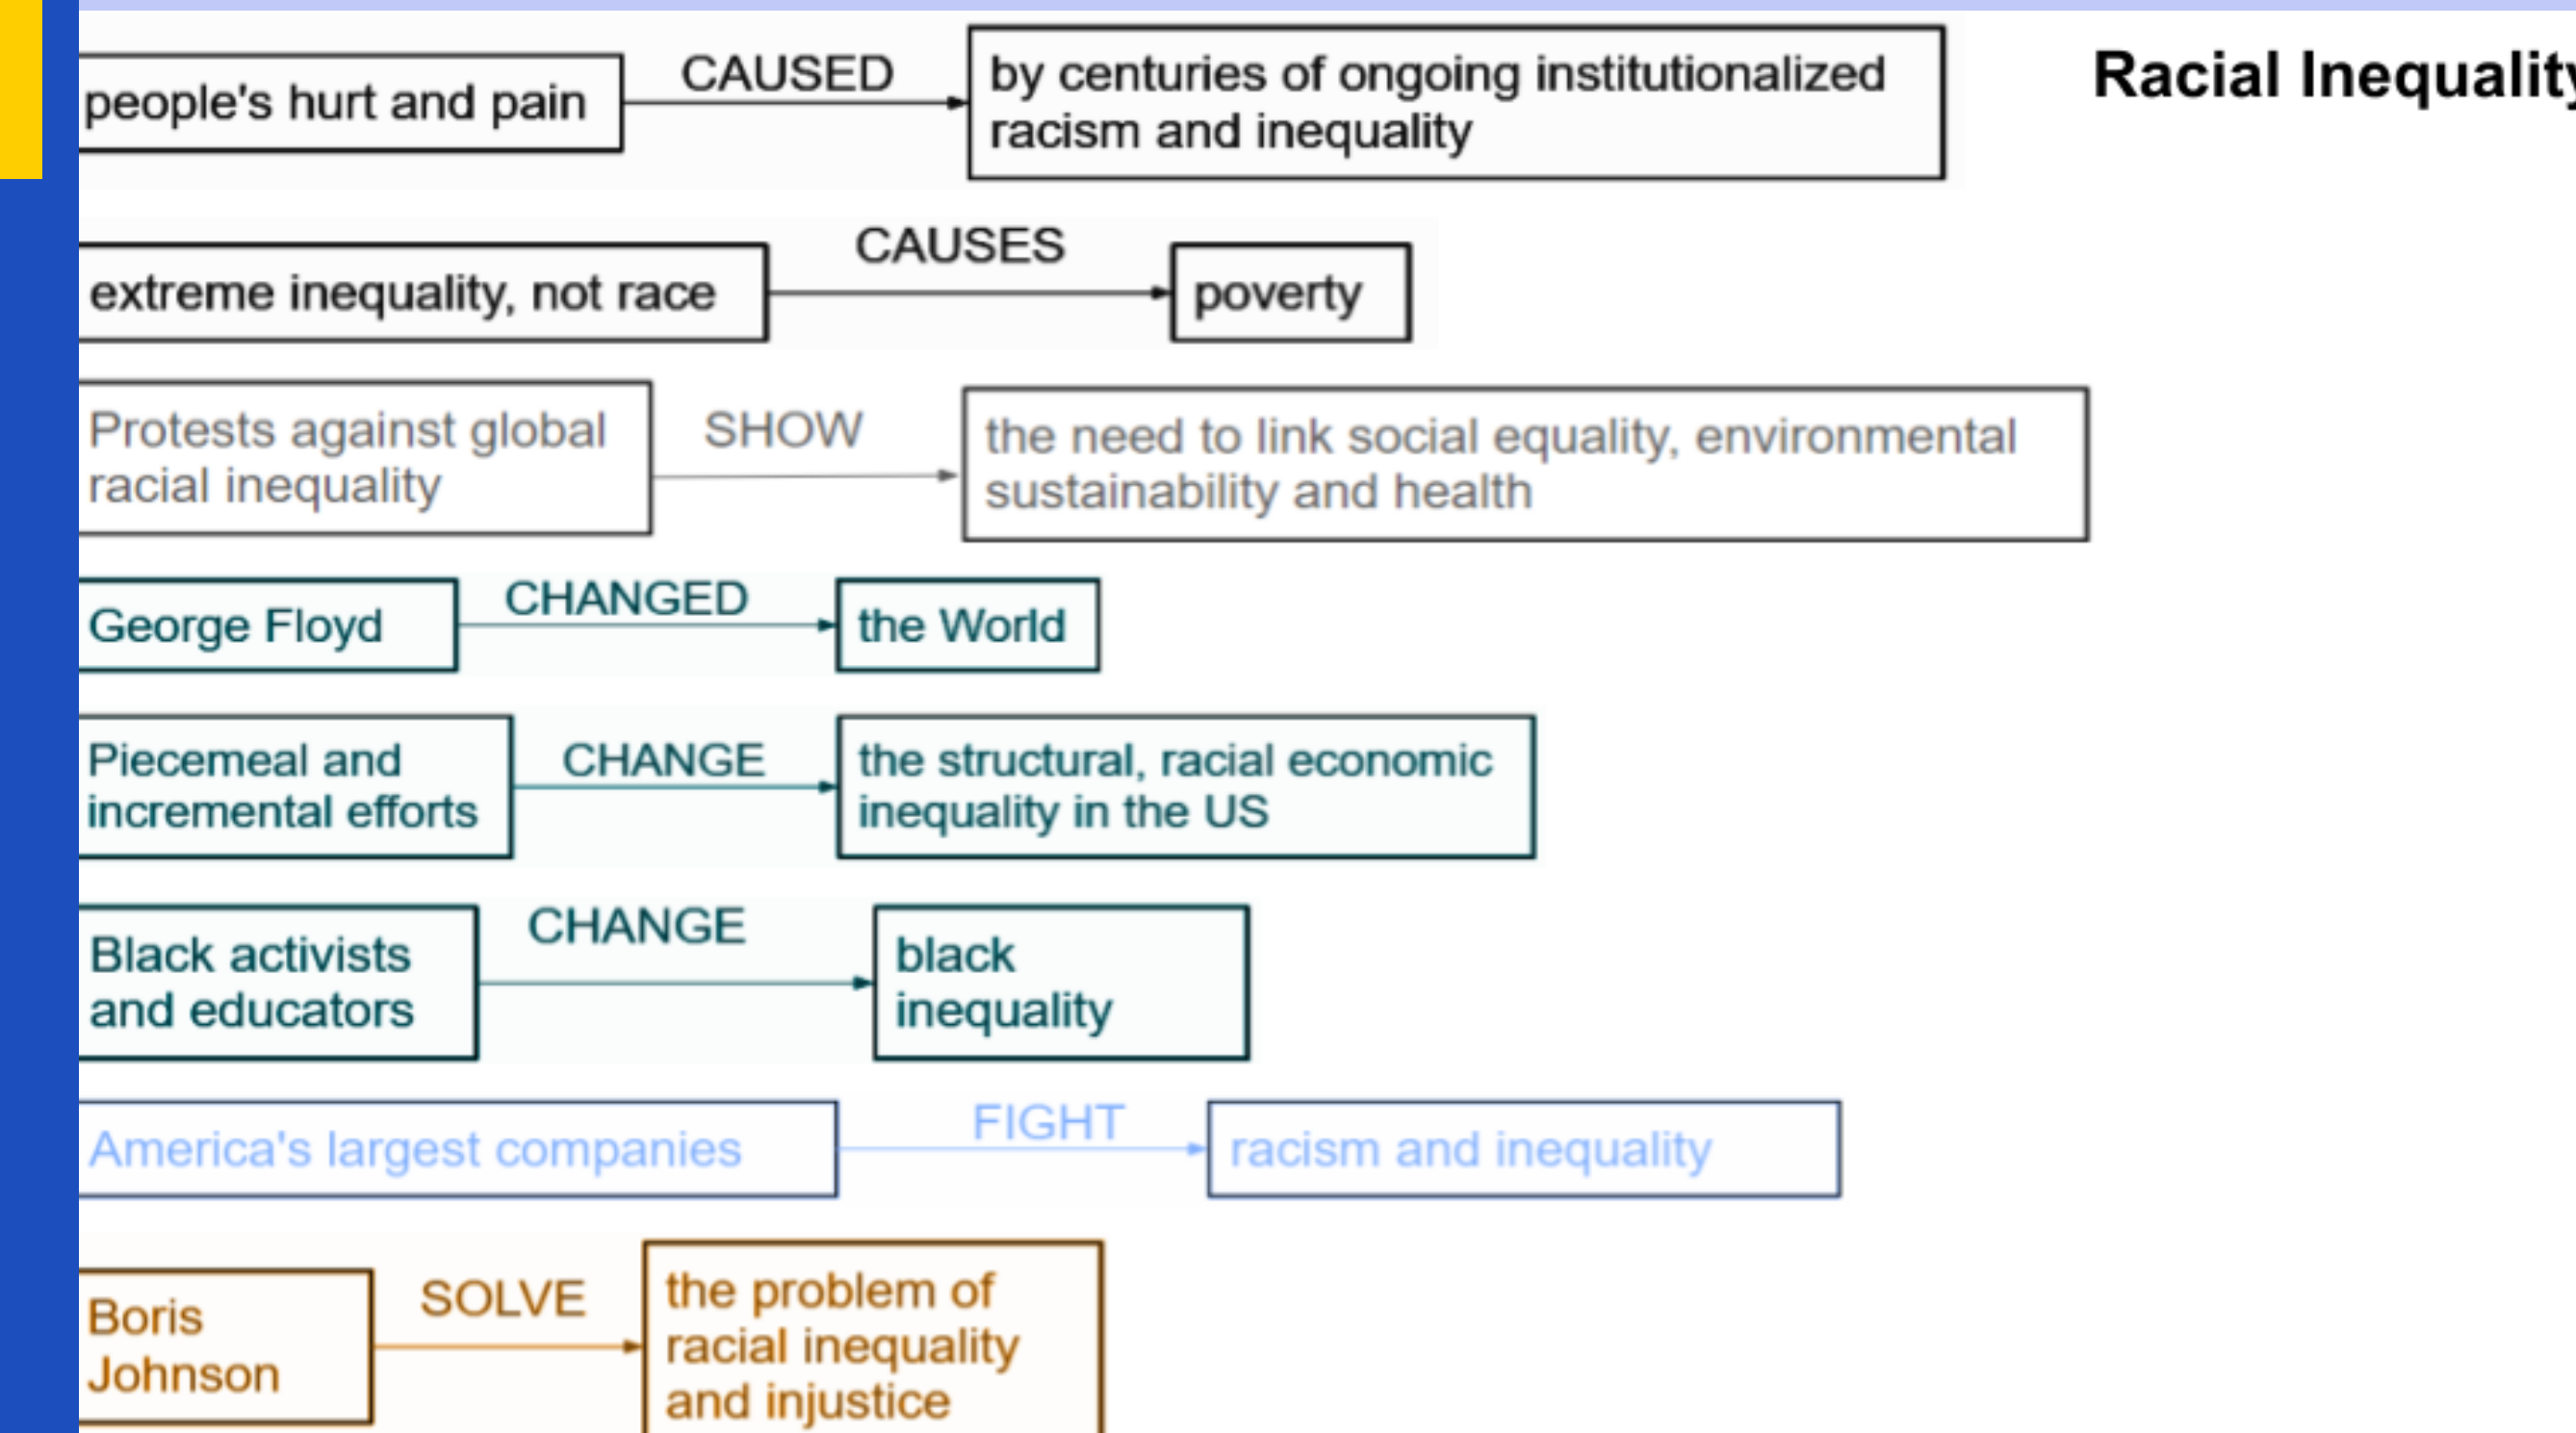 Racial Inequality
people's hurt and pain
CAUSED
by centuries of ongoing institutionalized
racism and inequality
extreme inequality, not race
CAUSES
poverty
Protests against global
racial inequality
SHOW
the need to link social equality, environmental
sustainability and health
George Floyd
CHANGED
the World
Piecemeal and
incremental efforts
CHANGE
the structural, racial economic
inequality in the US
Black activists
and educators
CHANGE
black
inequality
America's largest companies
FIGHT
racism and inequality
Boris
Johnson
SOLVE
the problem of
racial inequality
and injustice